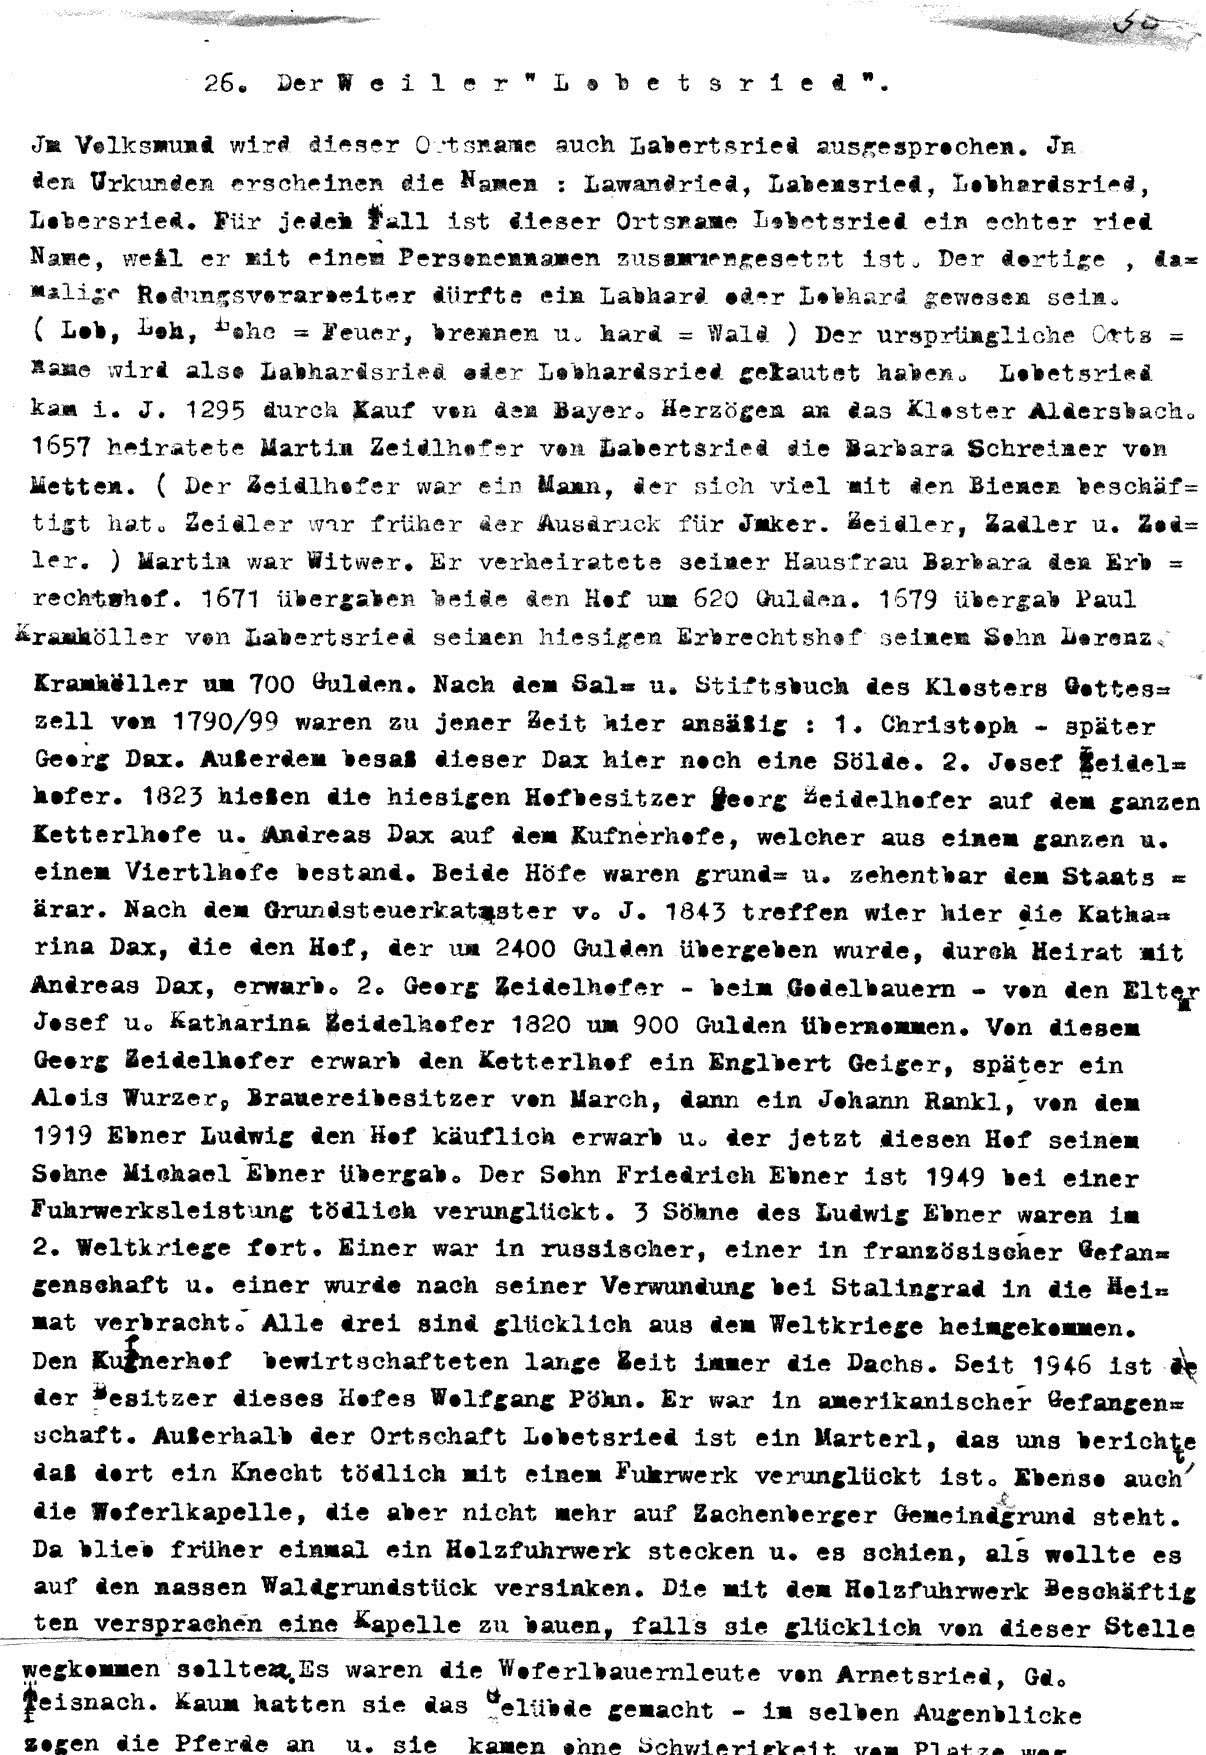 50
26. Der W e i l e r " L o b e t s r i e d ".
Jm Volksmund wird dieser Ortsname auch Labertsried ausgesprochen. Jn
den Urkunden erscheinen die Namen : Lawandried, Labensried, Lobhardsried,
Lobersried. Für jeden Fall ist dieser Ortsname Lobetsried ein echter ried
Name, weil er mit einem Personennamen zusammengesetzt ist. Der dortige , da=
malige Rodungsvorarbeiter dürfte ein Labhard oder Lobhard gewesen sein.
( Lob, Loh, Lohe = Feuer, brennen u. hard = Wald ) Der ursprüngliche Orts =
name wird also Labhardsried oder Lobhardsried gelautet haben. Lobetsried
kam i. J. 1295 durch Kauf von den Bayer. Herzögen an das Kloster Aldersbach.
1657 heiratete Martin Zeidlhofer von Labertsried die Barbara Schreiner von
Metten. ( Der Zeidlhofer war ein Mann, der sich viel mit den Bienen beschäf=
tigt hat. Zeidler war früher der Ausdruck für Jmker. Zeidler, Zadler u. Zod=
ler. ) Martin war Witwer. Er verheiratete seiner Hausfrau Barbara den Erb =
rechtshof. 1671 übergaben beide den Hof um 620 Gulden. 1679 übergab Paul
Kramhöller von Labertsried seinen hiesigen Erbrechtshof seinem Sohn Lorenz
Kramhöller um 700 Gulden. Nach dem Sal= u. Stiftsbuch des Klosters Gottes=
zell von 1790/99 waren zu jener Zeit hier ansäßig : 1. Christoph - später
Georg Dax. Außerdem besaß dieser Dax hier noch eine Sölde. 2. Josef Zeidel=
hofer. 1823 hießen die hiesigen Hofbesitzer Georg Zeidelhofer auf dem ganzen
Ketterlhofe u. Andreas Dax auf dem Kufnerhofe, welcher aus einem ganzen u.
einem Viertlhofe bestand. Beide Höfe waren grund= u. zehentbar dem Staats =
ärar. Nach dem Grundsteuerkataster v. J. 1843 treffen wier hier die Katha=
rina Dax, die den Hof, der um 2400 Gulden übergeben wurde, durch Heirat mit
Andreas Dax, erwarb. 2. Georg Zeidelhofer - beim Godelbauern - von den Eltern
Josef u. Katharina Zeidelhofer 1820 um 900 Gulden übernommen. Von diesem
Georg Zeidelhofer erwarb den Ketterlhof ein Englbert Geiger, später ein
Alois Wurzer, Brauereibesitzer von March, dann ein Johann Rankl, von dem
1919 Ebner Ludwig den Hof käuflich erwarb u. der jetzt diesen Hof seinem
Sohne Michael Ebner übergab. Der Sohn Friedrich Ebner ist 1949 bei einer
Fuhrwerksleistung tödlich verunglückt. 3 Söhne des Ludwig Ebner waren im
2. Weltkriege fort. Einer war in russischer, einer in französischer Gefan=
genschaft u. einer wurde nach seiner Verwundung bei Stalingrad in die Hei=
mat verbracht. Alle drei sind glücklich aus dem Weltkriege heimgekommen.
Den Kufnerhof bewirtschafteten lange Zeit immer die Dachs. Seit 1946 ist
der Besitzer dieses Hofes Wolfgang Pöhn. Er war in amerikanischer Gefangen=
schaft. Außerhalb der Ortschaft Lobetsried ist ein Marterl, das uns berichtet,
daß dort ein Knecht tödlich mit einem Fuhrwerk verunglückt ist. Ebenso auch
die Woferlkapelle, die aber nicht mehr auf Zachenberger Gemeindegrund steht.
Da blieb früher einmal ein Holzfuhrwerk stecken u. es schien, als wollte es
auf den nassen Waldgrundstück versinken. Die mit dem Holzfuhrwerk Beschäftig
ten versprachen eine Kapelle zu bauen, falls sie glücklich von dieser Stelle
wegkommen sollten. Es waren die Woferlbauernleute von Arnetsried, Gd.
Teisnach. Kaum hatten sie das Gelübde gemacht - im selben Augenblicke
zogen die Pferde an u. sie kamen ohne Schwierigkeit vom Platze weg